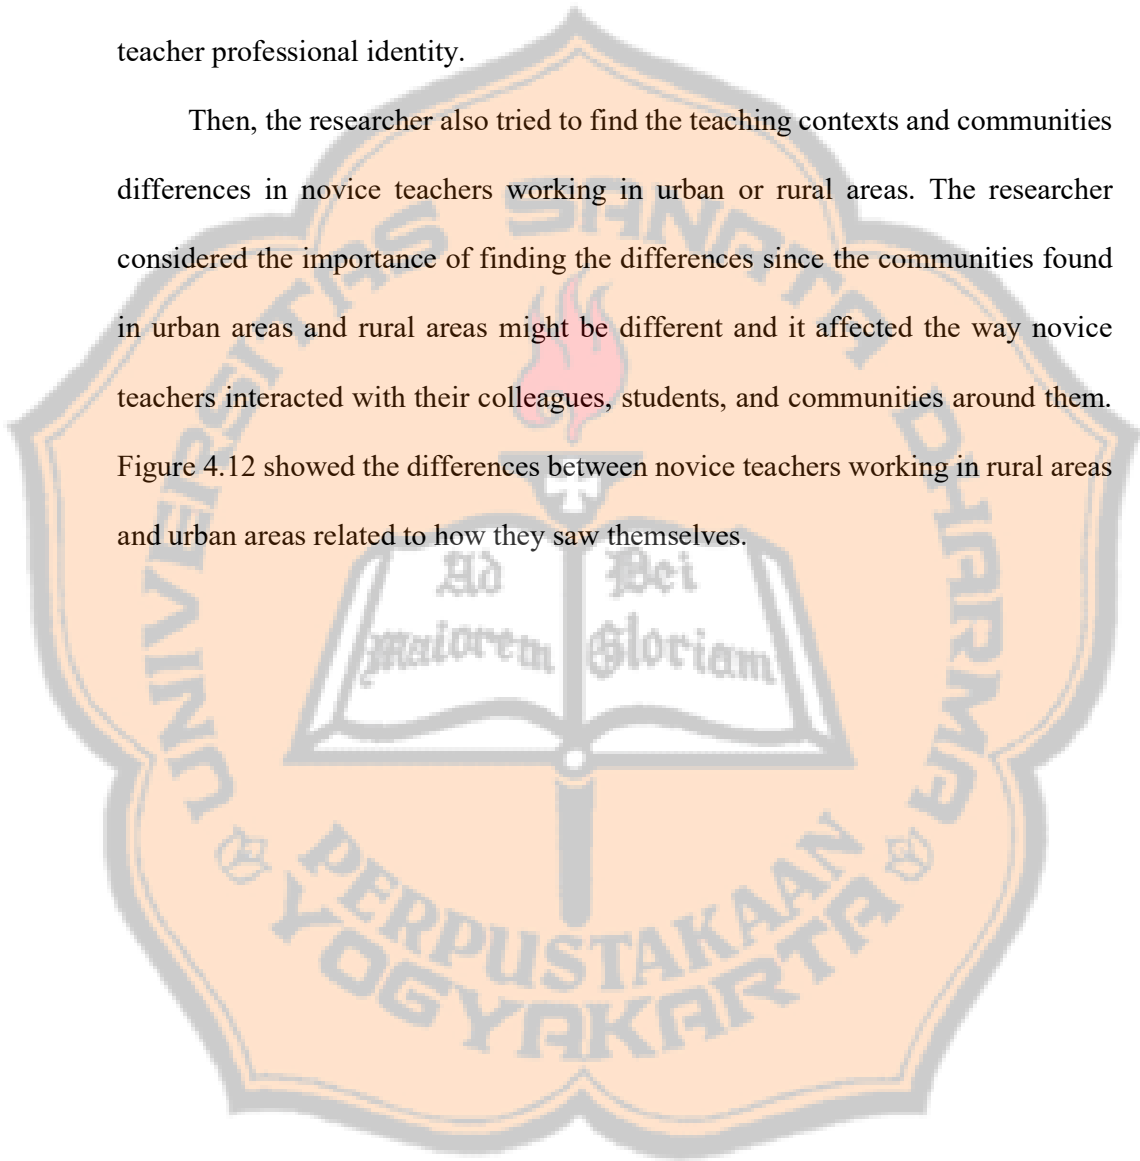 teacher professional identity.
Then, the researcher also tried to find the teaching contexts and communities
differences in novice teachers working in urban or rural areas. The researcher
considered the importance of finding the differences since the communities found
in urban areas and rural areas might be different and it affected the way novice
teachers interacted with their colleagues, students, and communities around them.
Figure 4.12 showed the differences between novice teachers working in rural areas
and urban areas related to how they saw themselves.
UNIVERSITAS SANATA DHARMA
Ad Dei
maiorem Gloriam
PERPUSTAKAAN
YOGYAKARTA